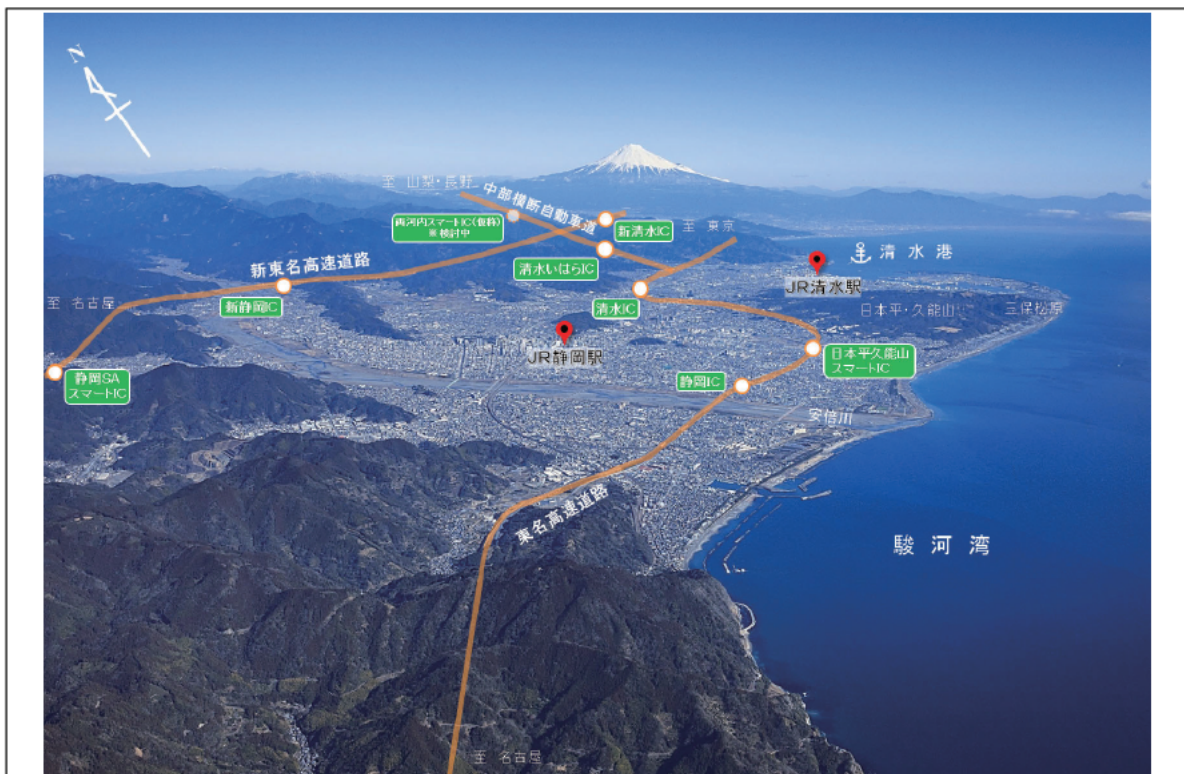 N
至 山梨・長野
中部横断自動車道
両河内スマートIC(仮称)
※検討中
新清水IC
至 東京
清水港
清水いはらIC
新東名高速道路
JR清水駅
至 名古屋
新静岡IC
清水IC
日本平・久能山
三保松原
JR静岡駅
日本平久能山
スマートIC
静岡SA
スマートIC
静岡IC
安倍川
東名高速道路
駿河湾
至 名古屋